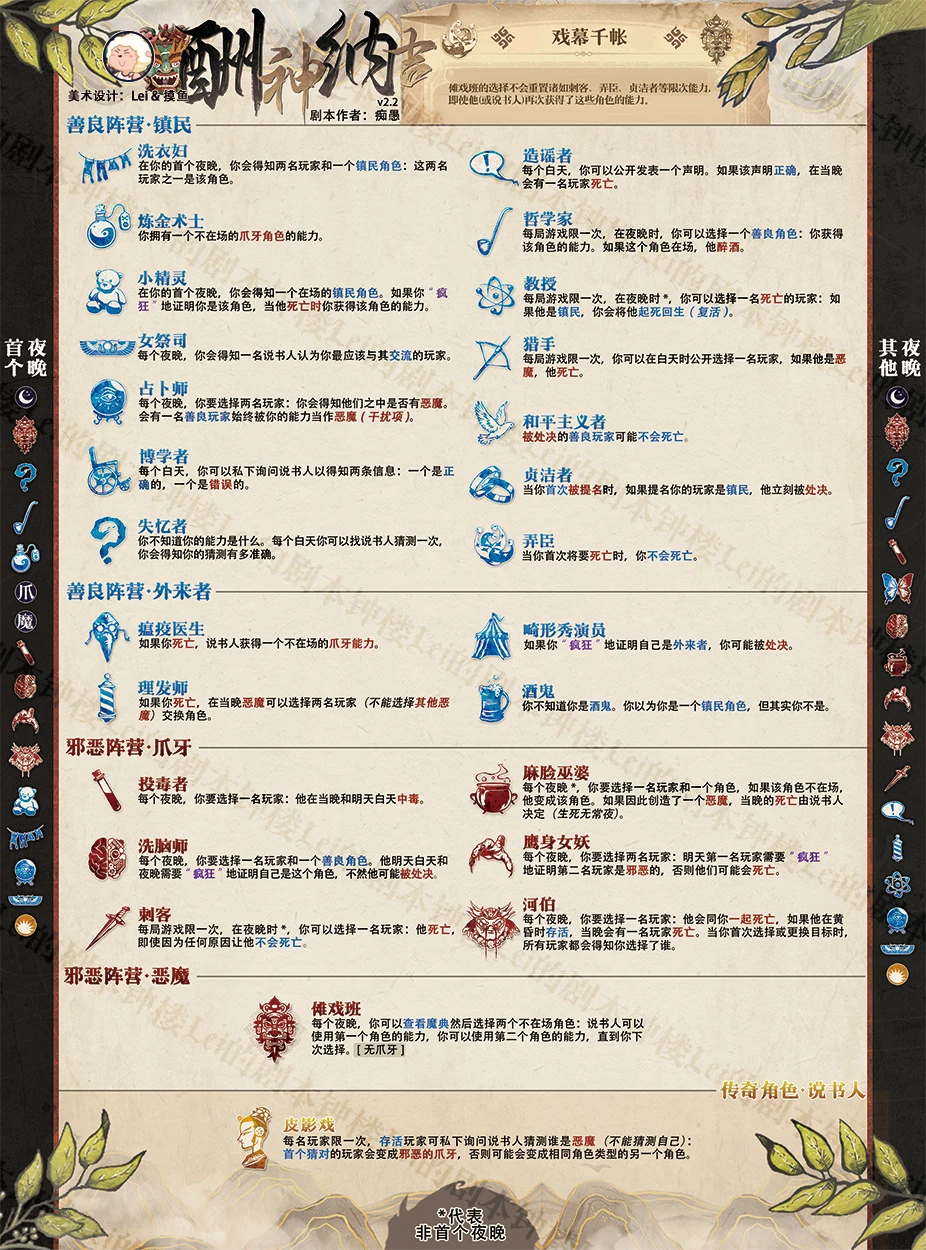 酬神纳吉
美术设计：Lei & 摸鱼
v2.2
剧本作者：痴愚
戏幕千帐
傩戏班的选择不会重置诸如刺客、弄臣、贞洁者等限次能力，
即使他(或说书人)再次获得了这些角色的能力。
善良阵营·镇民
洗衣妇
在你的首个夜晚，你会得知两名玩家和一个镇民角色：这两名
玩家之一是该角色。
炼金术士
你拥有一个不在场的爪牙角色的能力。
小精灵
在你的首个夜晚，你会得知一个在场的镇民角色。如果你“疯
狂”地证明你是该角色，当他死亡时你获得该角色的能力。
女祭司
每个夜晚，你会得知一名说书人认为你最应该与其交流的玩家。
占卜师
每个夜晚，你要选择两名玩家：你会得知他们之中是否有恶魔。
会有一名善良玩家始终被你的能力当作恶魔（干扰项）。
博学者
每个白天，你可以私下询问说书人以得知两条信息：一个是正
确的，一个是错误的。
失忆者
你不知道你的能力是什么。每个白天你可以找说书人猜测一次，
你会得知你的猜测有多准确。
造谣者
每个白天，你可以公开发表一个声明。如果该声明正确，在当晚
会有一名玩家死亡。
哲学家
每局游戏限一次，在夜晚时，你可以选择一个善良角色：你获得
该角色的能力。如果这个角色在场，他醉酒。
教授
每局游戏限一次，在夜晚时*，你可以选择一名死亡的玩家：如
果他是镇民，你会将他起死回生（复活）。
猎手
每局游戏限一次，你可以在白天时公开选择一名玩家，如果他是恶
魔，他死亡。
和平主义者
被处决的善良玩家可能不会死亡。
贞洁者
当你首次被提名时，如果提名你的玩家是镇民，他立刻被处决。
弄臣
当你首次将要死亡时，你不会死亡。
善良阵营·外来者
瘟疫医生
如果你死亡，说书人获得一个不在场的爪牙能力。
理发师
如果你死亡，在当晚恶魔可以选择两名玩家（不能选择其他恶
魔）交换角色。
畸形秀演员
如果你“疯狂”地证明自己是外来者，你可能被处决。
酒鬼
你不知道你是酒鬼。你以为你是一个镇民角色，但其实你不是。
邪恶阵营·爪牙
投毒者
每个夜晚，你要选择一名玩家：他在当晚和明天白天中毒。
洗脑师
每个夜晚，你要选择一名玩家和一个善良角色。他明天白天和
夜晚需要“疯狂”地证明自己是这个角色，不然他可能被处决。
刺客
每局游戏限一次，在夜晚时*，你可以选择一名玩家：他死亡，
即使因为任何原因让他不会死亡。
麻脸巫婆
每个夜晚*，你要选择一名玩家和一个角色，如果该角色不在场，
他变成该角色。如果因此创造了一个恶魔，当晚的死亡由说书人
决定（生死无常夜）。
鹰身女妖
每个夜晚，你要选择两名玩家：明天第一名玩家需要“疯狂”
地证明第二名玩家是邪恶的，否则他们可能会死亡。
河伯
每个夜晚，你要选择一名玩家：他会同你一起死亡，如果他在黄
昏时存活，当晚会有一名玩家死亡。当你首次选择或更换目标时，
所有玩家都会得知你选择了谁。
邪恶阵营·恶魔
傩戏班
每个夜晚，你可以查看魔典然后选择两个不在场角色：说书人可以
使用第一个角色的能力，你可以使用第二个角色的能力，直到你下
次选择。[无爪牙]
传奇角色·说书人
皮影戏
每名玩家限一次，存活玩家可私下询问说书人猜测谁是恶魔（不能猜测自己）：
首个猜对的玩家会变成邪恶的爪牙，否则可能会变成相同角色类型的另一个角色。
*代表
非首个夜晚
首个夜晚
爪
魔
其他夜晚